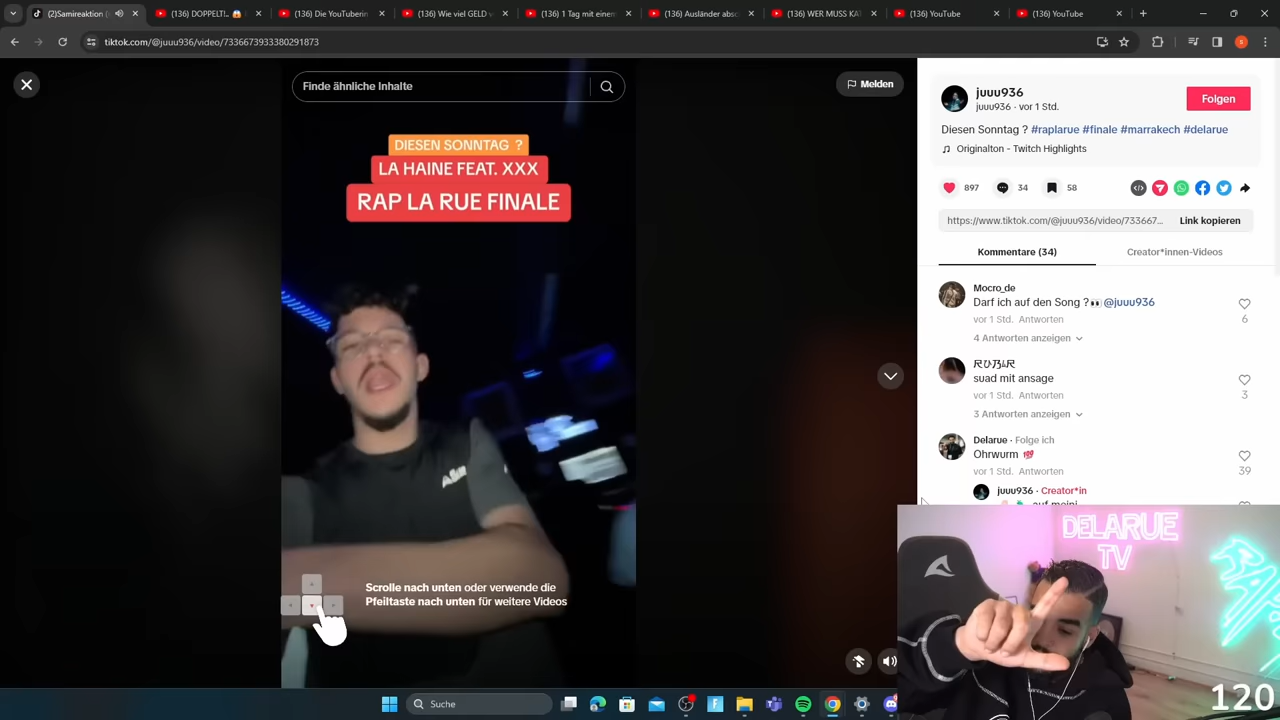 (2)Samireaktion (
(136) DOPPELT!..
(136) Die YouTuberin
(136) Wie viel GELD v
(136) 1 Tag mit einem
(136) Ausländer absc
(136) WER MUSS KA
(136) YouTube
(136) YouTube
tiktok.com/@juuu936/video/7336673933380291873
Finde ähnliche Inhalte
Melden
DIESEN SONNTAG ?
LA HAINE FEAT. XXX
RAP LA RUE FINALE
Scrolle nach unten oder verwende die
Pfeiltaste nach unten für weitere Videos
juuu936
juuu936 · vor 1 Std.
Folgen
Diesen Sonntag ? #raplarue #finale #marrakech #delarue
Originalton - Twitch Highlights
897
34
58
https://www.tiktok.com/@juuu936/video/733667...
Link kopieren
Kommentare (34)
Creator*innen-Videos
Mocro_de
Darf ich auf den Song ?👀@juuu936
vor 1 Std. Antworten
6
4 Antworten anzeigen
suad mit ansage
vor 1 Std. Antworten
3
3 Antworten anzeigen
Delarue · Folge ich
Ohrwurm 💯
vor 1 Std. Antworten
39
juuu936 · Creator*in
auf meini
DELARUE
TV
120
Suche